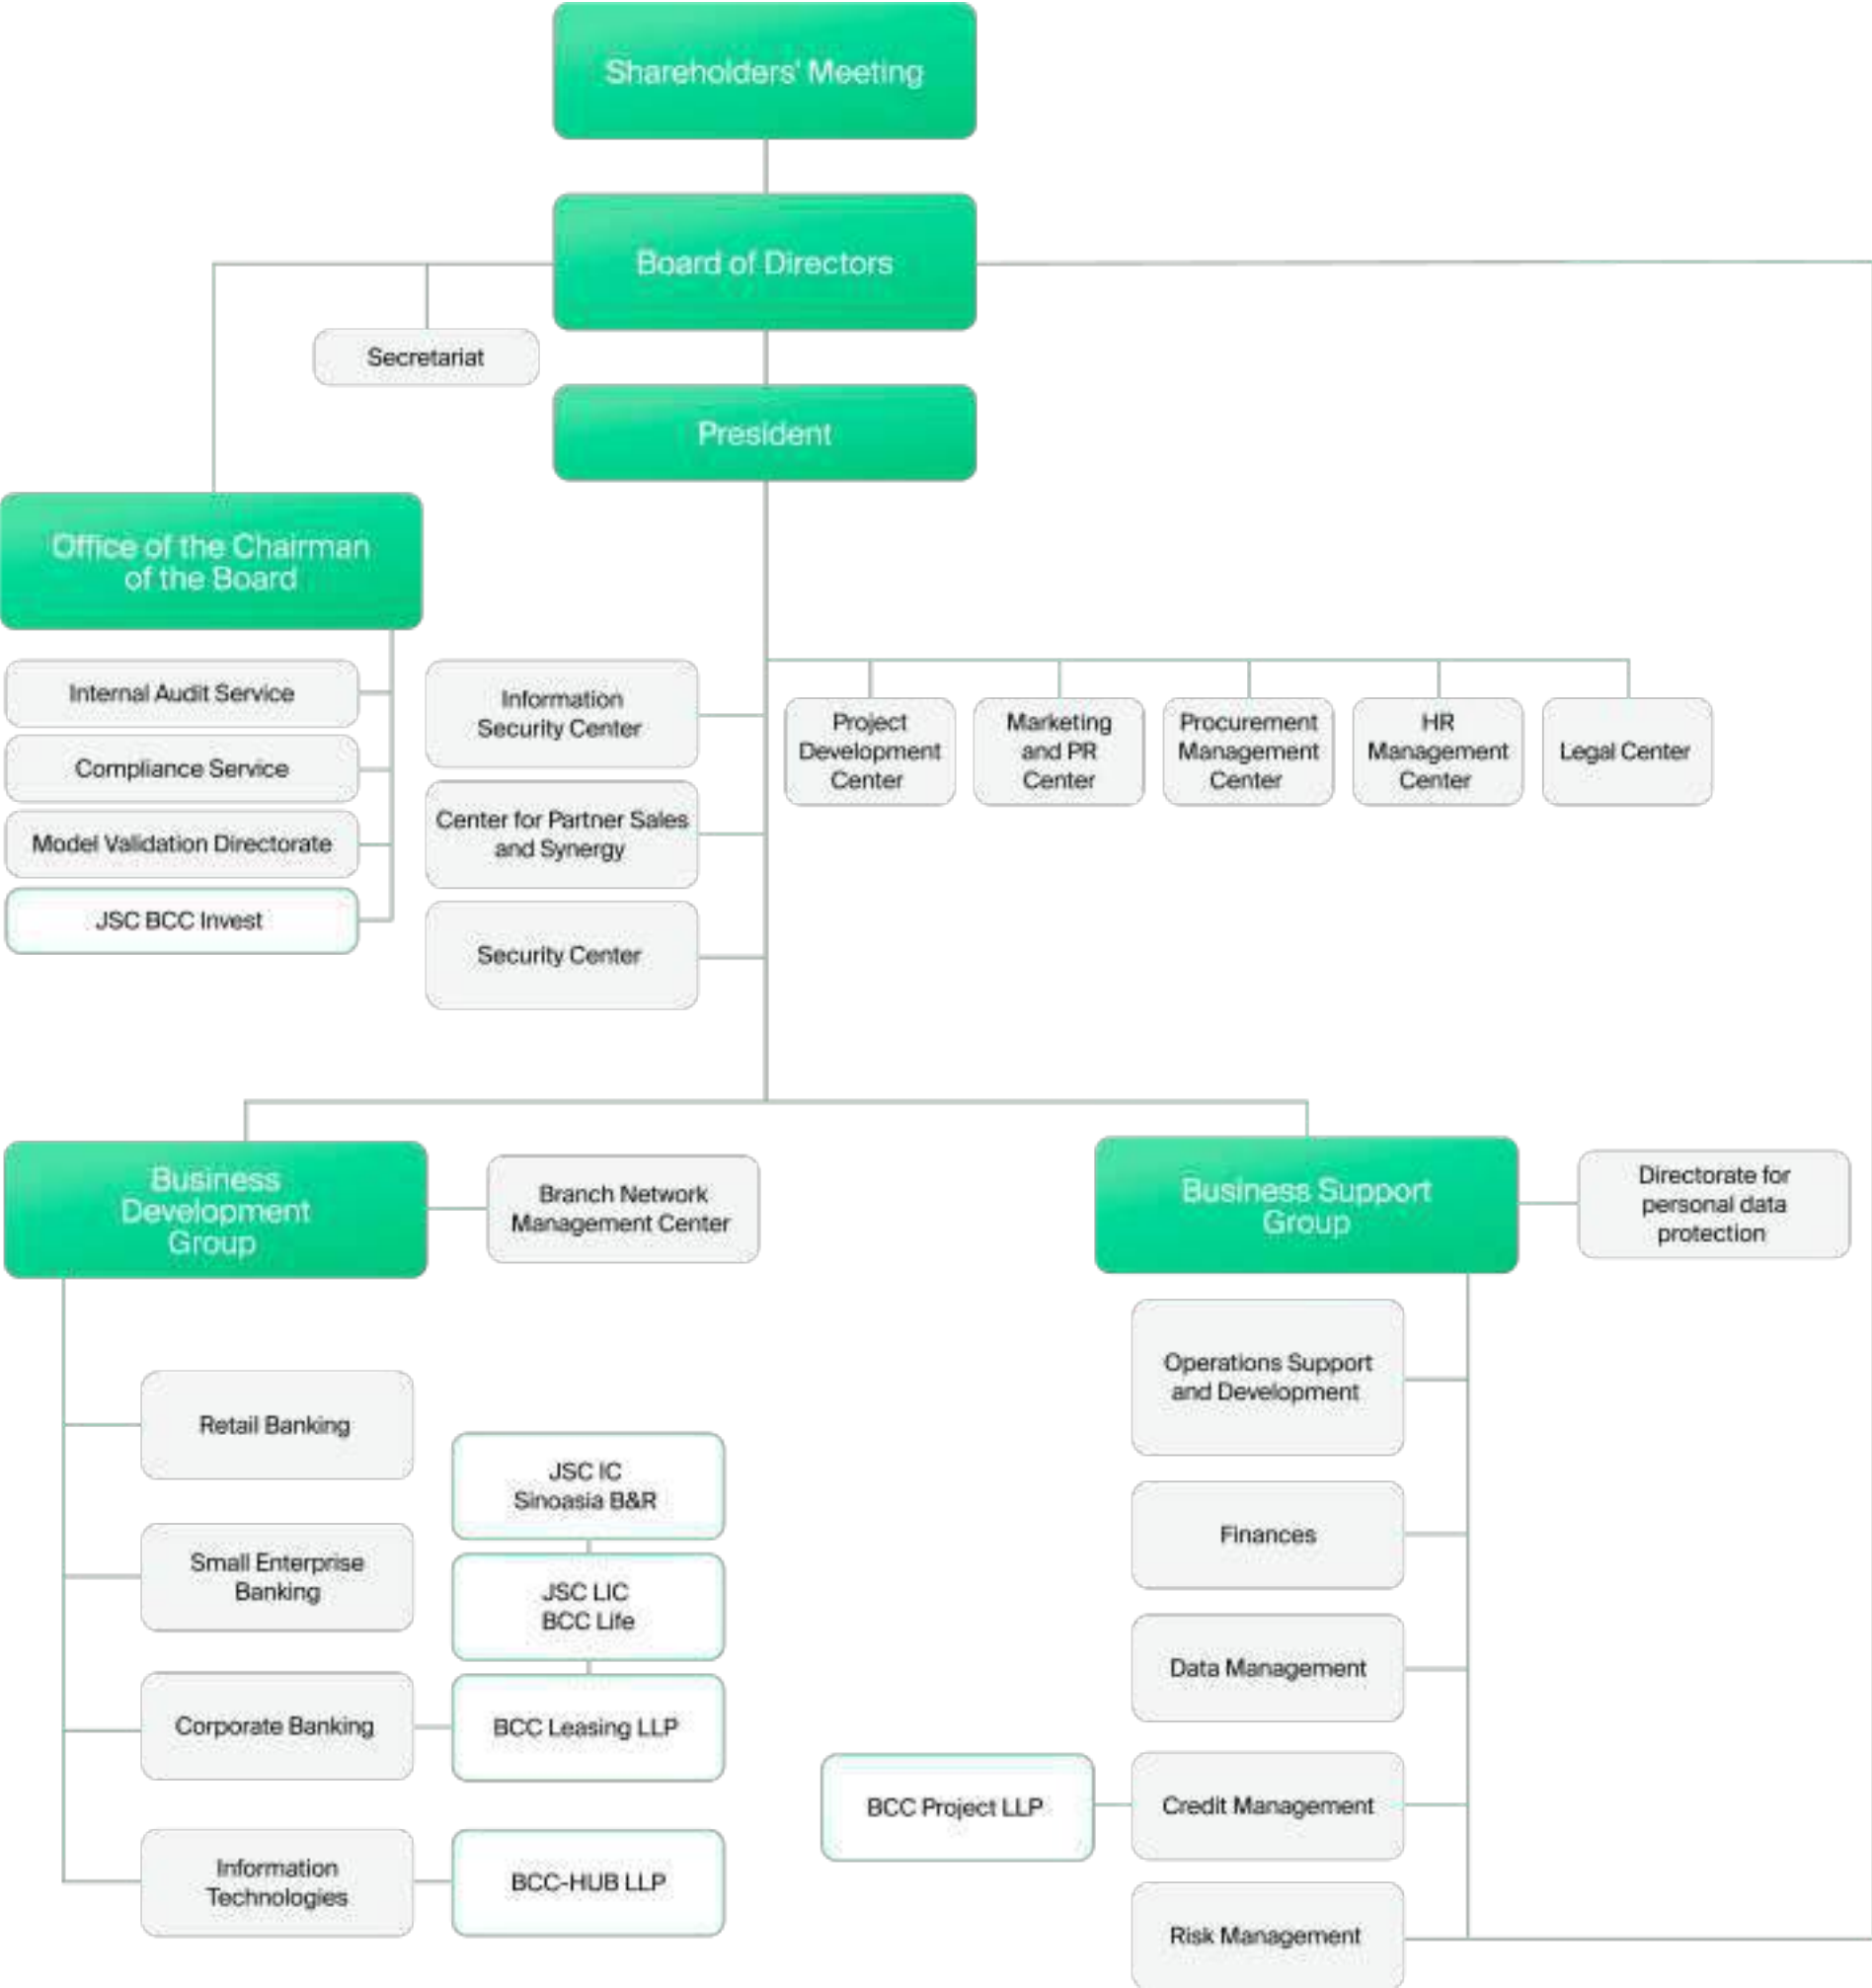 Shareholders' Meeting
Board of Directors
Secretariat
President
Office of the Chairman
of the Board
Internal Audit Service
Compliance Service
Model Validation Directorate
JSC BCC Invest
Information
Security Center
Center for Partner Sales
and Synergy
Security Center
Project
Development
Center
Marketing
and PR
Center
Procurement
Management
Center
HR
Management
Center
Legal Center
Business
Development
Group
Branch Network
Management Center
Business Support
Group
Directorate for
personal data
protection
Retail Banking
Small Enterprise
Banking
Corporate Banking
Information
Technologies
JSC IC
Sinoasia B&R
JSC LIC
BCC Life
BCC Leasing LLP
BCC-HUB LLP
Operations Support
and Development
Finances
Data Management
BCC Project LLP
Credit Management
Risk Management